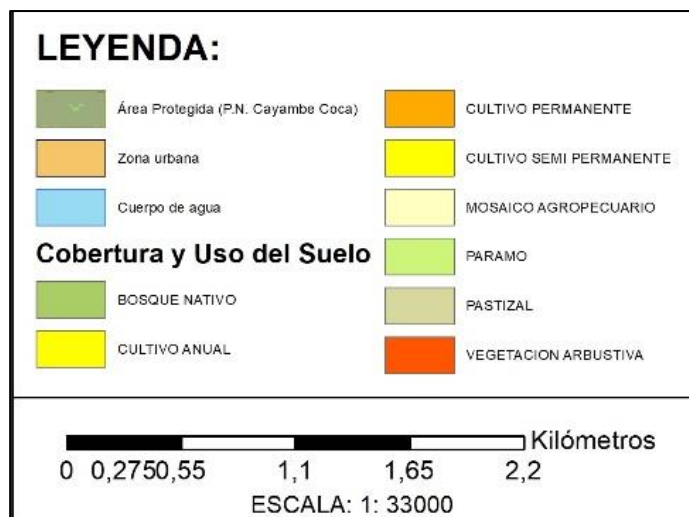 LEYENDA:
Área Protegida (P.N. Cayambe Coca)
Zona urbana
Cuerpo de agua
Cobertura y Uso del Suelo
BOSQUE NATIVO
CULTIVO ANUAL
CULTIVO PERMANENTE
CULTIVO SEMI PERMANENTE
MOSAICO AGROPECUARIO
PARAMO
PASTIZAL
VEGETACION ARBUSTIVA
Kilómetros
0 0,2750,55 1,1 1,65 2,2
ESCALA: 1: 33000